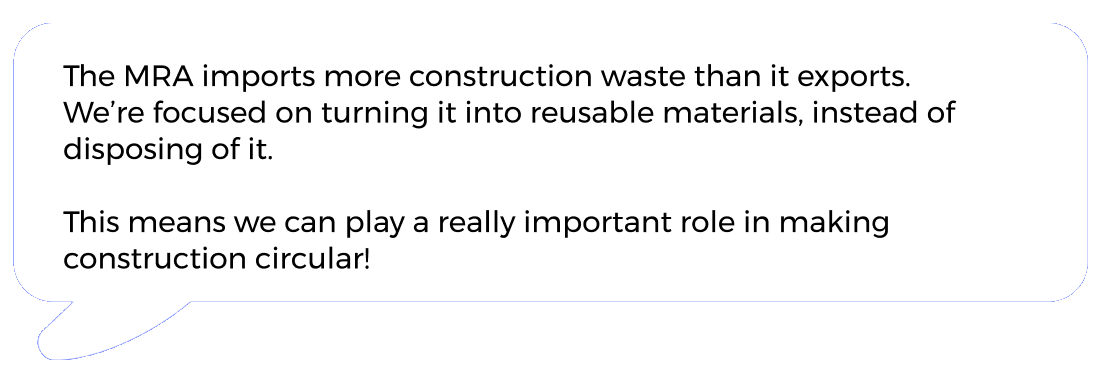 The MRA imports more construction waste than it exports.
We’re focused on turning it into reusable materials, instead of
disposing of it.
This means we can play a really important role in making
construction circular!